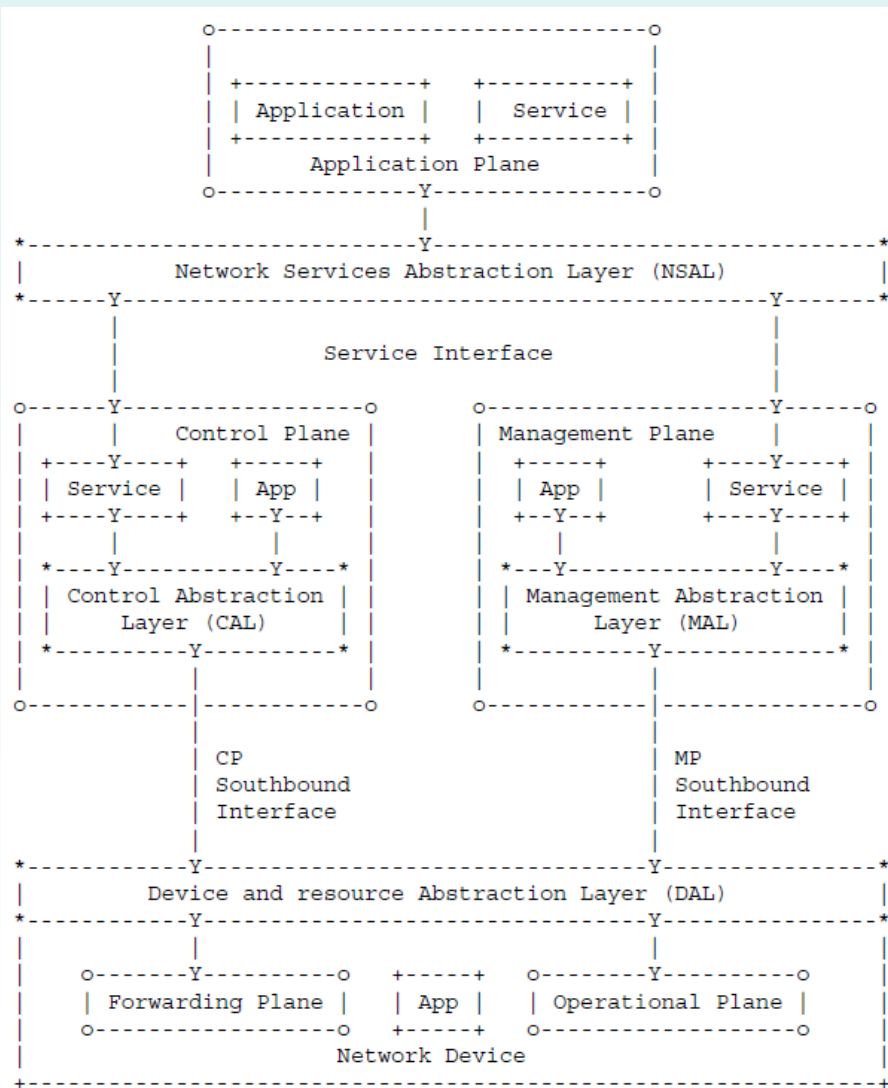 Application Service
Application Plane
Network Services Abstraction Layer (NSAL)
Service Interface
Control Plane Management Plane
Service App App Service
Control Abstraction Management Abstraction
Layer (CAL) Layer (MAL)
CP MP
Southbound Southbound
Interface Interface
Device and resource Abstraction Layer (DAL)
Forwarding Plane App Operational Plane
Network Device